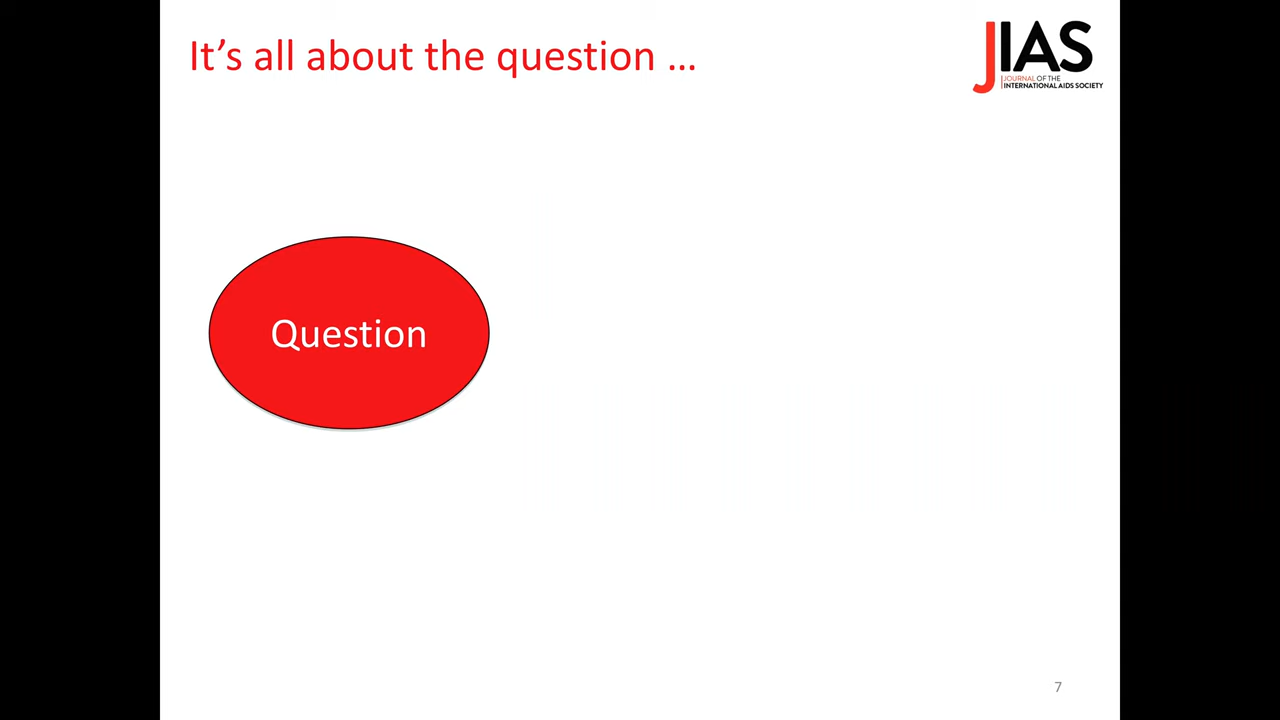 It's all about the question ...
JIAS
JOURNAL OF THE
INTERNATIONAL AIDS SOCIETY
Question
7